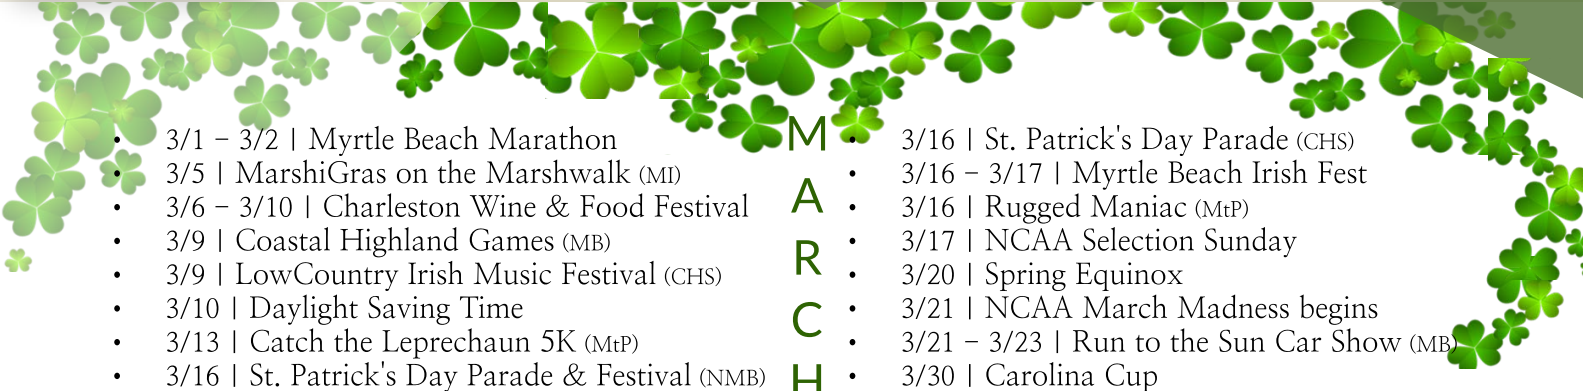 • 3/1 – 3/2 | Myrtle Beach Marathon
• 3/5 | MarshiGras on the Marshwalk (MI)
• 3/6 – 3/10 | Charleston Wine & Food Festival
• 3/9 | Coastal Highland Games (MB)
• 3/9 | LowCountry Irish Music Festival (CHS)
• 3/10 | Daylight Saving Time
• 3/13 | Catch the Leprechaun 5K (MtP)
• 3/16 | St. Patrick's Day Parade & Festival (NMB)
M
A
R
C
H
• 3/16 | St. Patrick's Day Parade (CHS)
• 3/16 – 3/17 | Myrtle Beach Irish Fest
• 3/16 | Rugged Maniac (MtP)
• 3/17 | NCAA Selection Sunday
• 3/20 | Spring Equinox
• 3/21 | NCAA March Madness begins
• 3/21 – 3/23 | Run to the Sun Car Show (MB)
• 3/30 | Carolina Cup